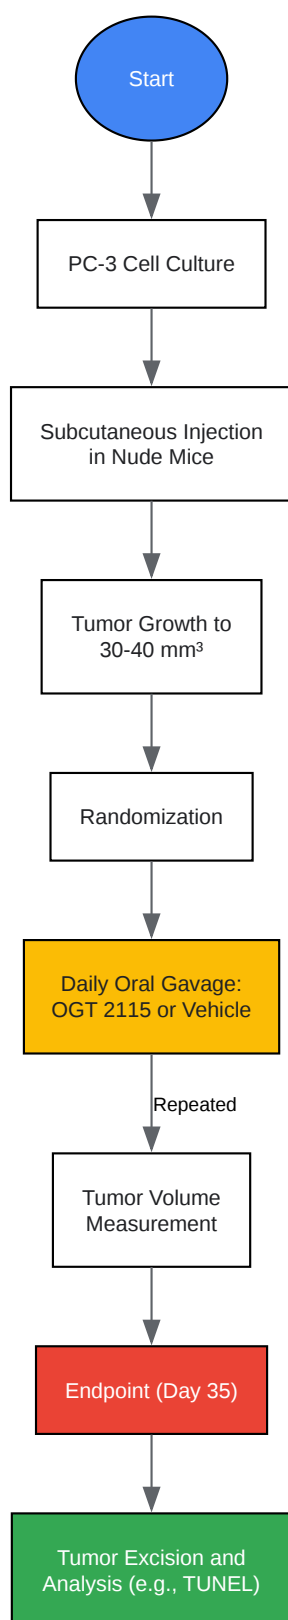 Start
PC-3 Cell Culture
Subcutaneous Injection
in Nude Mice
Tumor Growth to
30-40 mm³
Randomization
Daily Oral Gavage:
OGT 2115 or Vehicle
Repeated
Tumor Volume
Measurement
Endpoint (Day 35)
Tumor Excision and
Analysis (e.g., TUNEL)